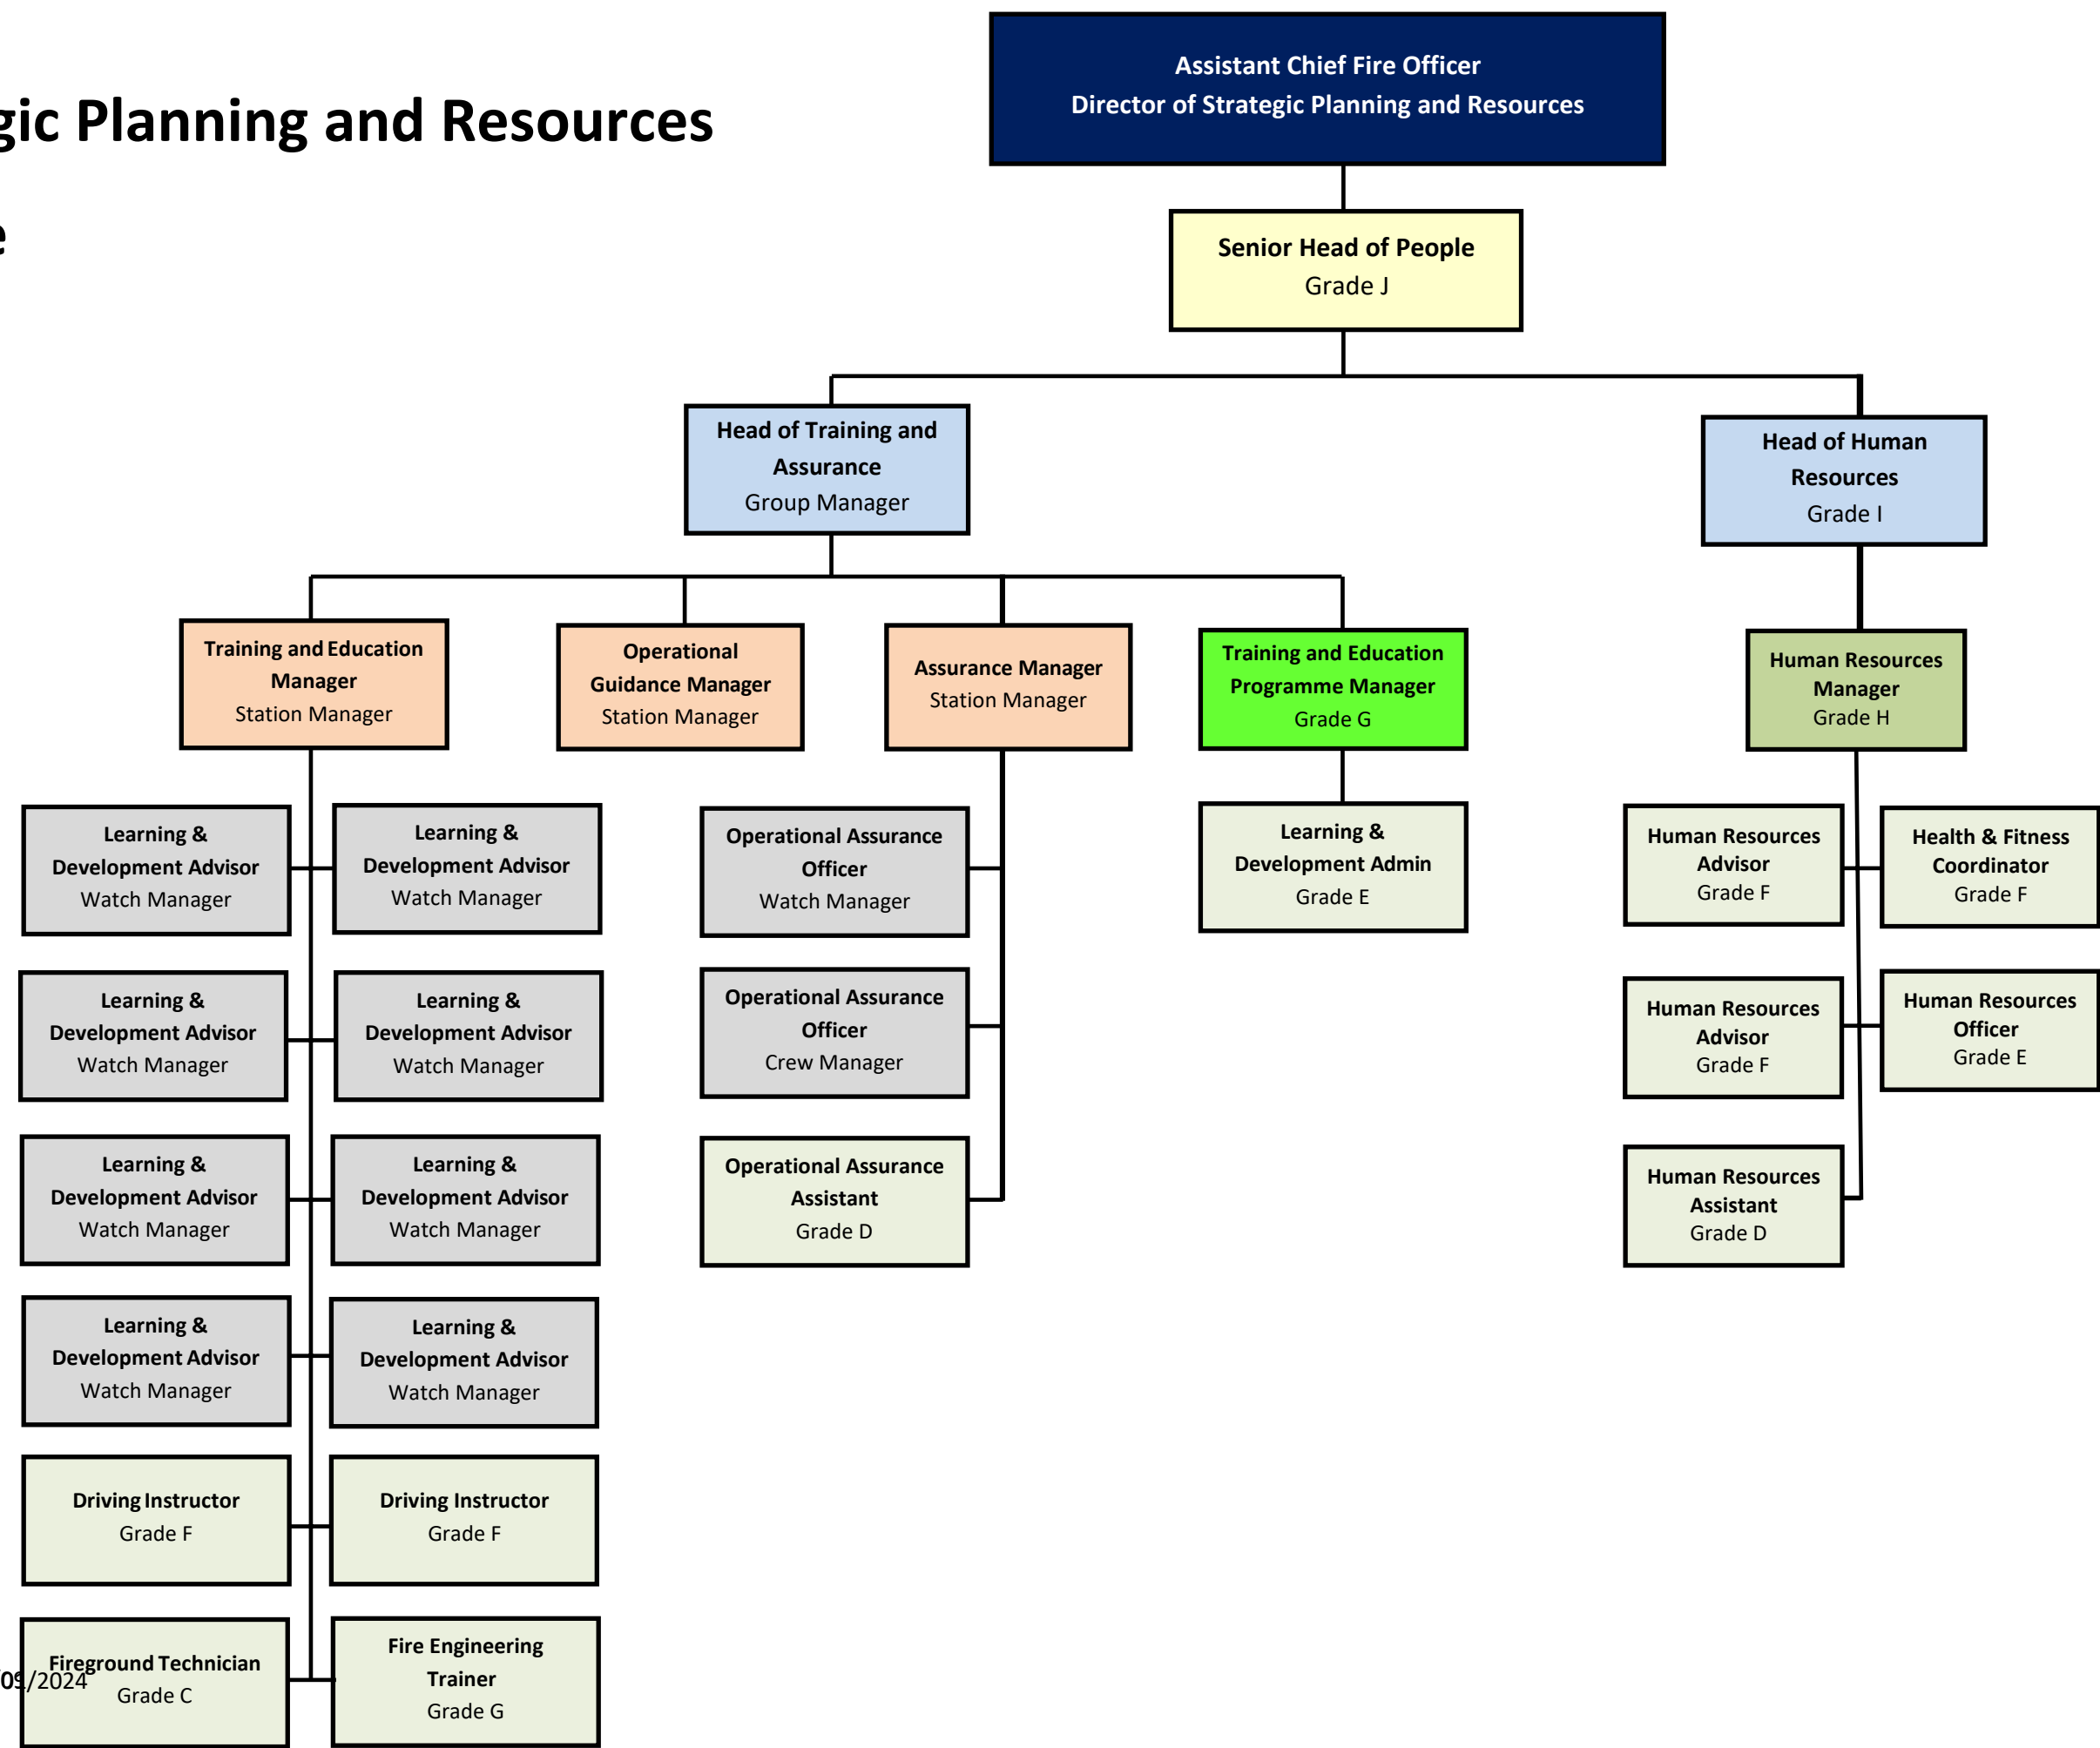 Assistant Chief Fire Officer
Director of Strategic Planning and Resources
gic Planning and Resources
e
Senior Head of People
Grade J
Head of Training and
Assurance
Group Manager
Head of Human
Resources
Grade I
Training and Education
Manager
Station Manager
Operational
Guidance Manager
Station Manager
Assurance Manager
Station Manager
Training and Education
Programme Manager
Grade G
Human Resources
Manager
Grade H
Learning &
Development Advisor
Watch Manager
Learning &
Development Advisor
Watch Manager
Operational Assurance
Officer
Watch Manager
Learning &
Development Admin
Grade E
Human Resources
Advisor
Grade F
Health & Fitness
Coordinator
Grade F
Learning &
Development Advisor
Watch Manager
Learning &
Development Advisor
Watch Manager
Operational Assurance
Officer
Crew Manager
Human Resources
Advisor
Grade F
Human Resources
Officer
Grade E
Learning &
Development Advisor
Watch Manager
Learning &
Development Advisor
Watch Manager
Operational Assurance
Assistant
Grade D
Human Resources
Assistant
Grade D
Learning &
Development Advisor
Watch Manager
Learning &
Development Advisor
Watch Manager
Driving Instructor
Grade F
Driving Instructor
Grade F
Fireground Technician
Grade C
Fire Engineering
Trainer
Grade G
/2024